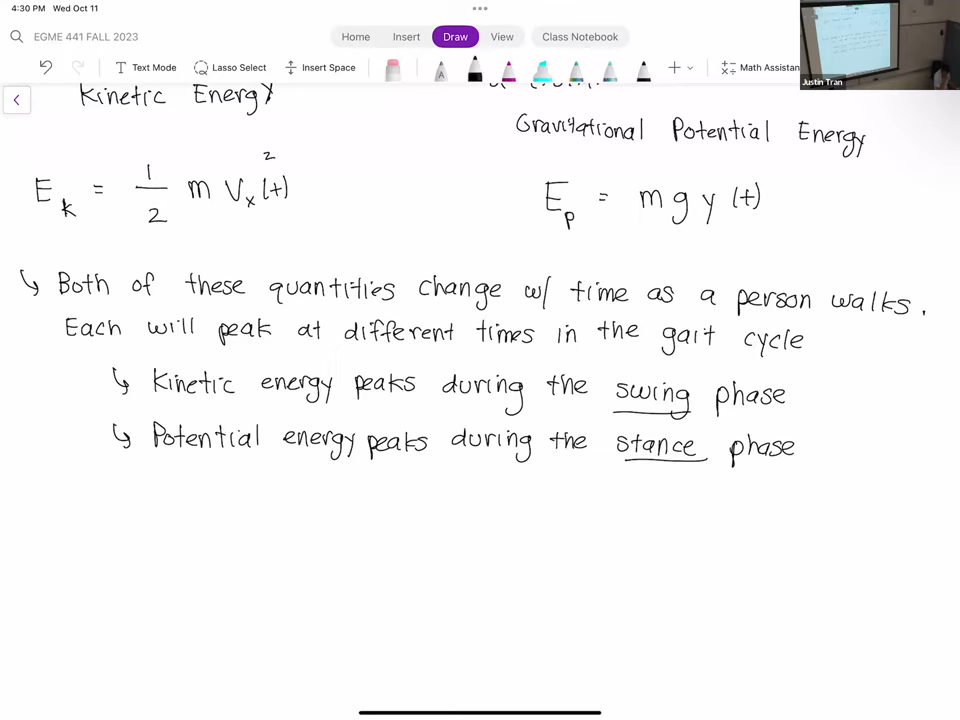 4:30 PM Wed Oct 11
EGME 441 FALL 2023
Home Insert Draw View Class Notebook
Text Mode Lasso Select Insert Space Math Assistan
Justin Tran
Kinetic Energy
Gravitational Potential Energy
E_k = 1/2 m V_x(t)^2
E_p = m g y (t)
↳ Both of these quantities change w/ time as a person walks.
Each will peak at different times in the gait cycle
↳ Kinetic energy peaks during the swing phase
↳ Potential energy peaks during the stance phase